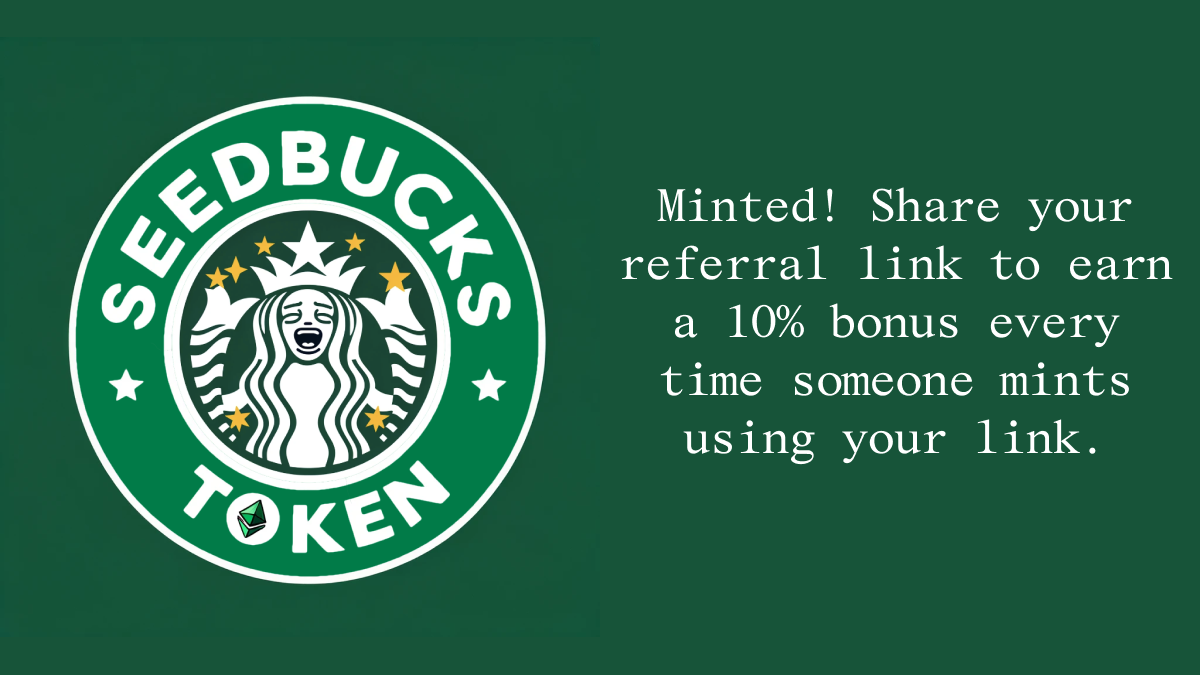 SEEDBUCKS
TOKEN
Minted! Share your
referral link to earn
a 10% bonus every
time someone mints
using your link.